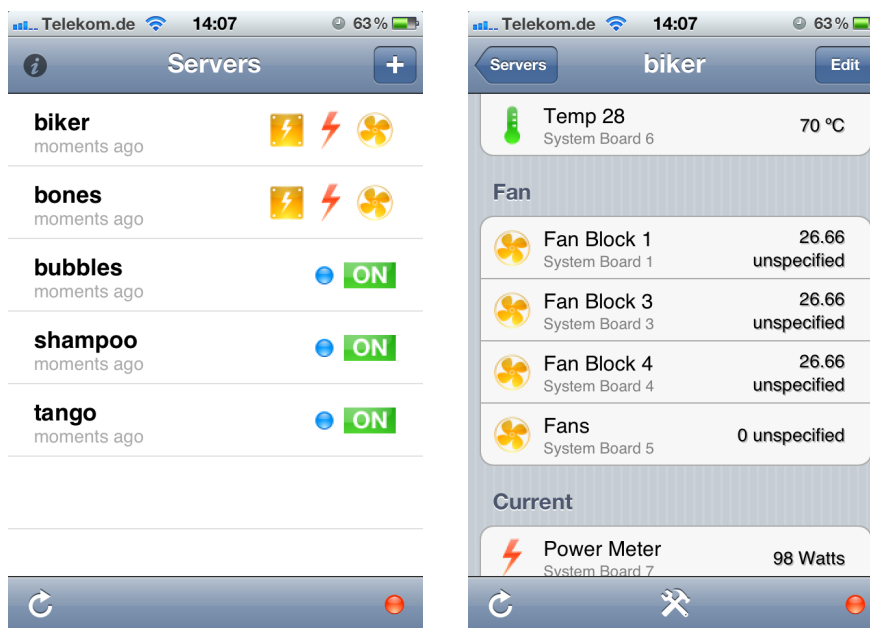 Telekom.de 14:07 63%
Servers
+
biker
moments ago
bones
moments ago
bubbles
moments ago
ON
shampoo
moments ago
ON
tango
moments ago
ON
Telekom.de 14:07 63%
Servers biker Edit
Temp 28
System Board 6
70 °C
Fan
Fan Block 1
System Board 1
26.66
unspecified
Fan Block 3
System Board 3
26.66
unspecified
Fan Block 4
System Board 4
26.66
unspecified
Fans
System Board 5
0 unspecified
Current
Power Meter
System Board 7
98 Watts